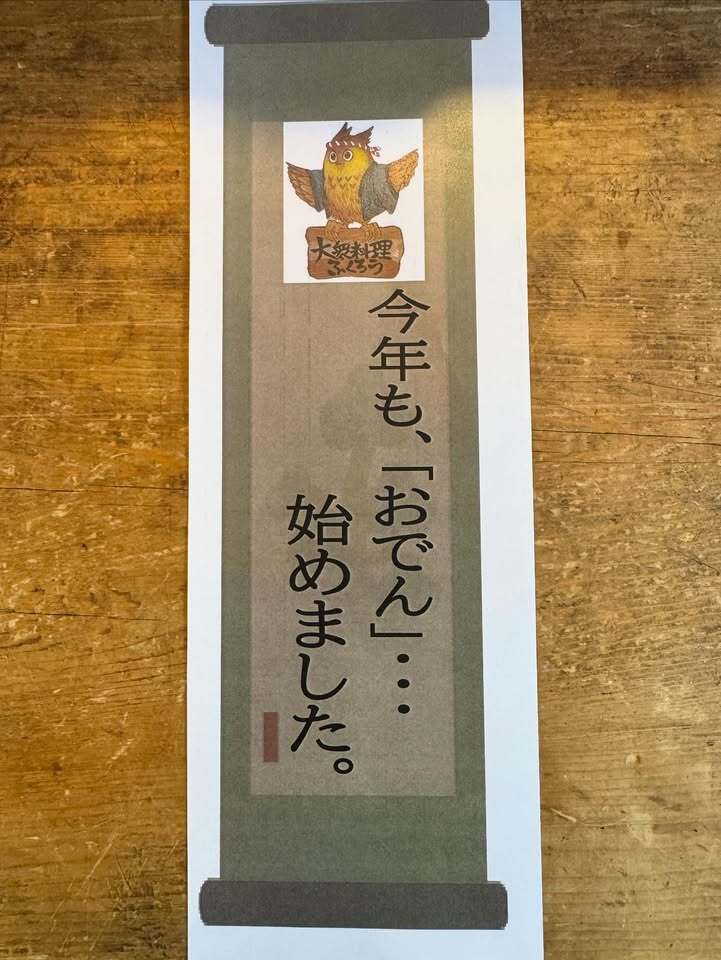 大衆料理
ふくろう
今年も、「おでん」…
始めました。